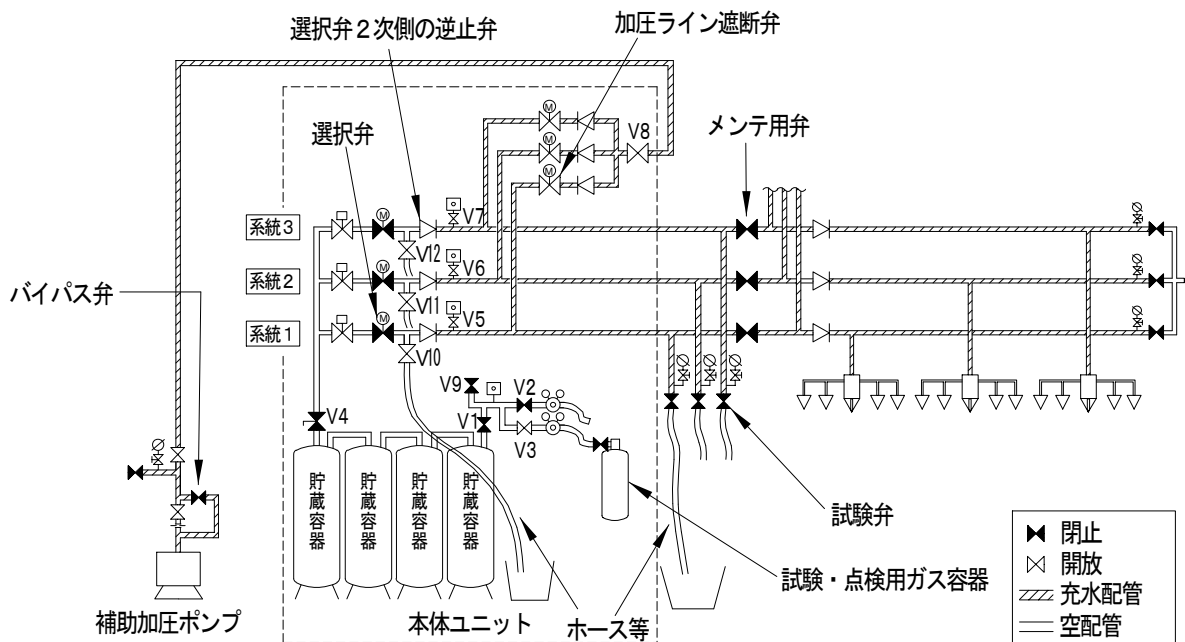 選択弁２次側の逆止弁
加圧ライン遮断弁
選択弁
メンテ用弁
バイパス弁
M
M
M
V8
V7
系統3
M
V12
V6
系統2
M
V11
V5
系統1
M
V10
V9
V2
V4
V1
V3
貯蔵容器
貯蔵容器
貯蔵容器
貯蔵容器
試験弁
試験・点検用ガス容器
補助加圧ポンプ
本体ユニット
ホース等
閉止
開放
充水配管
空配管